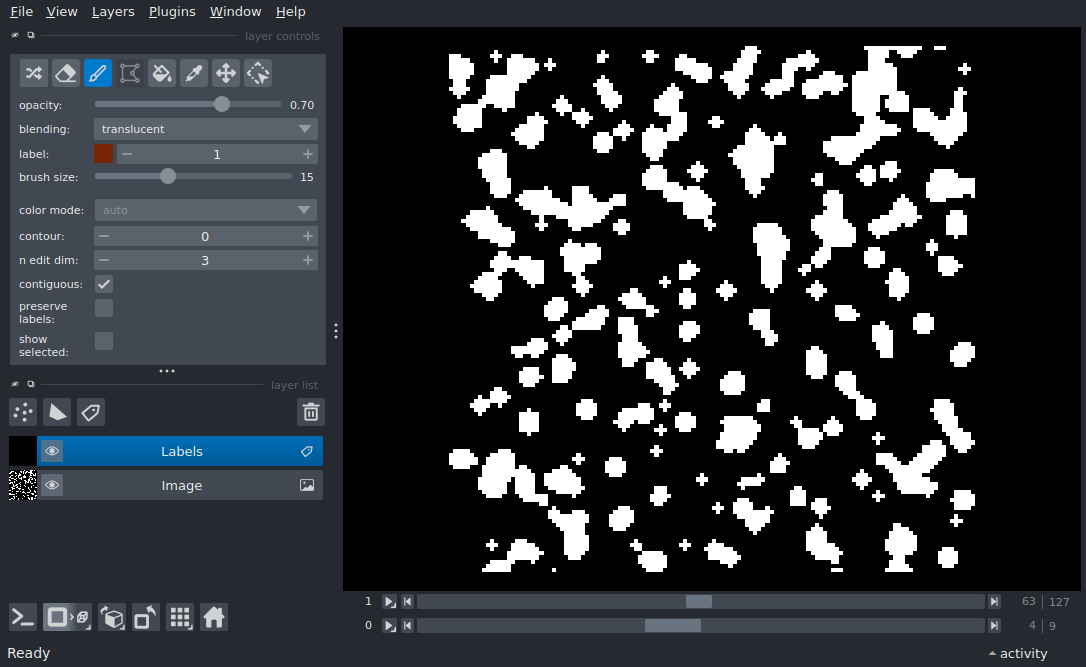 File View Layers Plugins Window Help
layer controls
opacity: 0.70
blending: translucent
label: 1
brush size: 15
color mode: auto
contour: 0
n edit dim: 3
contiguous:
preserve
labels:
show
selected:
layer list
Labels
Image
1 63 127
0 4 9
Ready
activity